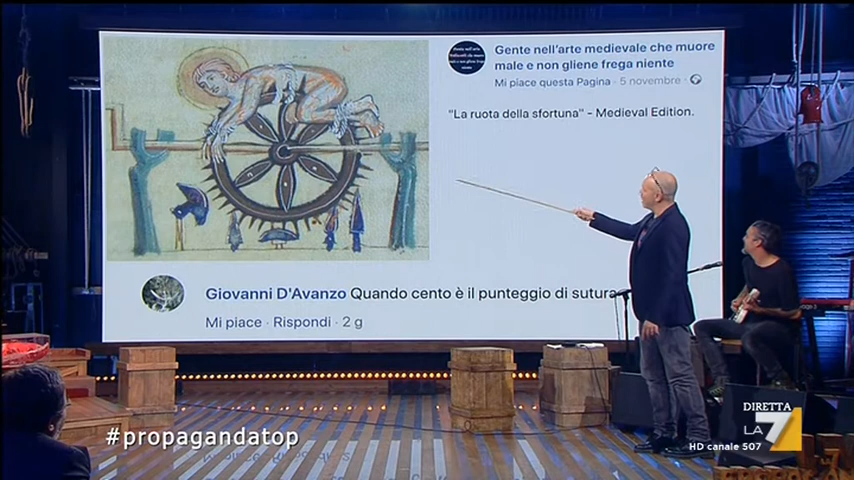 Gente nell'arte medievale che muore
male e non gliene frega niente
Mi piace questa Pagina · 5 novembre ·
"La ruota della sfortuna" - Medieval Edition.
Giovanni D'Avanzo Quando cento è il punteggio di sutura
Mi piace · Rispondi · 2 g
#propagandatop
DIRETTA
LA 7
HD canale 507